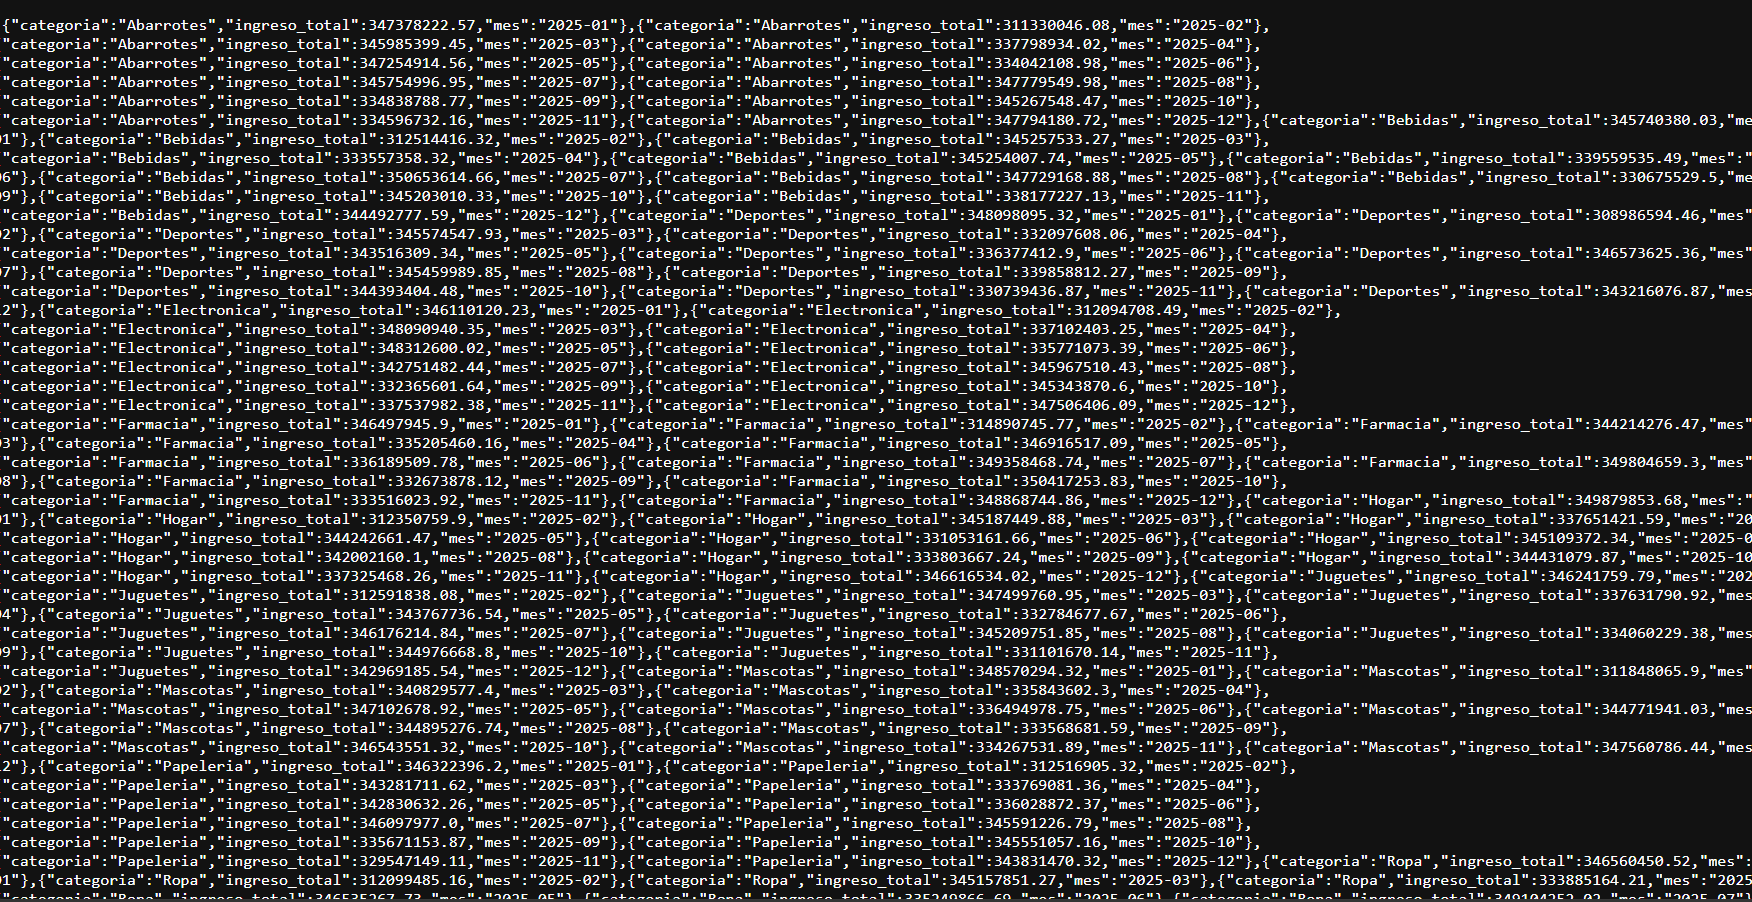 {"categoria":"Abarrotes","ingreso_total":347378222.57,"mes":"2025-01"},{"categoria":"Abarrotes","ingreso_total":311330046.08,"mes":"2025-02"},
"categoria":"Abarrotes","ingreso_total":345985399.45,"mes":"2025-03"},{"categoria":"Abarrotes","ingreso_total":337798934.02,"mes":"2025-04"},
"categoria":"Abarrotes","ingreso_total":347254914.56,"mes":"2025-05"},{"categoria":"Abarrotes","ingreso_total":334042108.98,"mes":"2025-06"},
"categoria":"Abarrotes","ingreso_total":345754996.95,"mes":"2025-07"},{"categoria":"Abarrotes","ingreso_total":347779549.98,"mes":"2025-08"},
"categoria":"Abarrotes","ingreso_total":334838788.77,"mes":"2025-09"},{"categoria":"Abarrotes","ingreso_total":345267548.47,"mes":"2025-10"},
"categoria":"Abarrotes","ingreso_total":334596732.16,"mes":"2025-11"},{"categoria":"Abarrotes","ingreso_total":347794180.72,"mes":"2025-12"},{"categoria":"Bebidas","ingreso_total":345740380.03,"me
1"},{"categoria":"Bebidas","ingreso_total":312514416.32,"mes":"2025-02"},{"categoria":"Bebidas","ingreso_total":345257533.27,"mes":"2025-03"},
"categoria":"Bebidas","ingreso_total":333557358.32,"mes":"2025-04"},{"categoria":"Bebidas","ingreso_total":345254007.74,"mes":"2025-05"},{"categoria":"Bebidas","ingreso_total":339559535.49,"mes":"
6"},{"categoria":"Bebidas","ingreso_total":350653614.66,"mes":"2025-07"},{"categoria":"Bebidas","ingreso_total":347729168.88,"mes":"2025-08"},{"categoria":"Bebidas","ingreso_total":330675529.5,"me
9"},{"categoria":"Bebidas","ingreso_total":345203010.33,"mes":"2025-10"},{"categoria":"Bebidas","ingreso_total":338177227.13,"mes":"2025-11"},
"categoria":"Bebidas","ingreso_total":344492777.59,"mes":"2025-12"},{"categoria":"Deportes","ingreso_total":348098095.32,"mes":"2025-01"},{"categoria":"Deportes","ingreso_total":308986594.46,"mes"
2"},{"categoria":"Deportes","ingreso_total":345574547.93,"mes":"2025-03"},{"categoria":"Deportes","ingreso_total":332097608.06,"mes":"2025-04"},
"categoria":"Deportes","ingreso_total":343516309.34,"mes":"2025-05"},{"categoria":"Deportes","ingreso_total":336377412.9,"mes":"2025-06"},{"categoria":"Deportes","ingreso_total":346573625.36,"mes"
7"},{"categoria":"Deportes","ingreso_total":345459989.85,"mes":"2025-08"},{"categoria":"Deportes","ingreso_total":339858812.27,"mes":"2025-09"},
"categoria":"Deportes","ingreso_total":344393404.48,"mes":"2025-10"},{"categoria":"Deportes","ingreso_total":330739436.87,"mes":"2025-11"},{"categoria":"Deportes","ingreso_total":343216076.87,"mes
2"},{"categoria":"Electronica","ingreso_total":346110120.23,"mes":"2025-01"},{"categoria":"Electronica","ingreso_total":312094708.49,"mes":"2025-02"},
"categoria":"Electronica","ingreso_total":348090940.35,"mes":"2025-03"},{"categoria":"Electronica","ingreso_total":337102403.25,"mes":"2025-04"},
"categoria":"Electronica","ingreso_total":348312600.02,"mes":"2025-05"},{"categoria":"Electronica","ingreso_total":335771073.39,"mes":"2025-06"},
"categoria":"Electronica","ingreso_total":342751482.44,"mes":"2025-07"},{"categoria":"Electronica","ingreso_total":345967510.43,"mes":"2025-08"},
"categoria":"Electronica","ingreso_total":332365601.64,"mes":"2025-09"},{"categoria":"Electronica","ingreso_total":345343870.6,"mes":"2025-10"},
"categoria":"Electronica","ingreso_total":337537982.38,"mes":"2025-11"},{"categoria":"Electronica","ingreso_total":347506406.09,"mes":"2025-12"},
"categoria":"Farmacia","ingreso_total":346497945.9,"mes":"2025-01"},{"categoria":"Farmacia","ingreso_total":314890745.77,"mes":"2025-02"},{"categoria":"Farmacia","ingreso_total":344214276.47,"mes"
3"},{"categoria":"Farmacia","ingreso_total":335205460.16,"mes":"2025-04"},{"categoria":"Farmacia","ingreso_total":346916517.09,"mes":"2025-05"},
"categoria":"Farmacia","ingreso_total":336189509.78,"mes":"2025-06"},{"categoria":"Farmacia","ingreso_total":349358468.74,"mes":"2025-07"},{"categoria":"Farmacia","ingreso_total":349804659.3,"mes"
8"},{"categoria":"Farmacia","ingreso_total":332673878.12,"mes":"2025-09"},{"categoria":"Farmacia","ingreso_total":350417253.83,"mes":"2025-10"},
"categoria":"Farmacia","ingreso_total":333516023.92,"mes":"2025-11"},{"categoria":"Farmacia","ingreso_total":348868744.86,"mes":"2025-12"},{"categoria":"Hogar","ingreso_total":349879853.68,"mes":"
1"},{"categoria":"Hogar","ingreso_total":312350759.9,"mes":"2025-02"},{"categoria":"Hogar","ingreso_total":345187449.88,"mes":"2025-03"},{"categoria":"Hogar","ingreso_total":337651421.59,"mes":"20
"categoria":"Hogar","ingreso_total":344242661.47,"mes":"2025-05"},{"categoria":"Hogar","ingreso_total":331053161.66,"mes":"2025-06"},{"categoria":"Hogar","ingreso_total":345109372.34,"mes":"2025-0
"categoria":"Hogar","ingreso_total":342002160.1,"mes":"2025-08"},{"categoria":"Hogar","ingreso_total":333803667.24,"mes":"2025-09"},{"categoria":"Hogar","ingreso_total":344431079.87,"mes":"2025-10
"categoria":"Hogar","ingreso_total":337325468.26,"mes":"2025-11"},{"categoria":"Hogar","ingreso_total":346616534.02,"mes":"2025-12"},{"categoria":"Juguetes","ingreso_total":346241759.79,"mes":"202
"categoria":"Juguetes","ingreso_total":312591838.08,"mes":"2025-02"},{"categoria":"Juguetes","ingreso_total":347499760.95,"mes":"2025-03"},{"categoria":"Juguetes","ingreso_total":337631790.92,"mes
4"},{"categoria":"Juguetes","ingreso_total":343767736.54,"mes":"2025-05"},{"categoria":"Juguetes","ingreso_total":332784677.67,"mes":"2025-06"},
"categoria":"Juguetes","ingreso_total":346176214.84,"mes":"2025-07"},{"categoria":"Juguetes","ingreso_total":345209751.85,"mes":"2025-08"},{"categoria":"Juguetes","ingreso_total":334060229.38,"mes
9"},{"categoria":"Juguetes","ingreso_total":344976668.8,"mes":"2025-10"},{"categoria":"Juguetes","ingreso_total":331101670.14,"mes":"2025-11"},
"categoria":"Juguetes","ingreso_total":342969185.54,"mes":"2025-12"},{"categoria":"Mascotas","ingreso_total":348570294.32,"mes":"2025-01"},{"categoria":"Mascotas","ingreso_total":311848065.9,"mes"
2"},{"categoria":"Mascotas","ingreso_total":340829577.4,"mes":"2025-03"},{"categoria":"Mascotas","ingreso_total":335843602.3,"mes":"2025-04"},
"categoria":"Mascotas","ingreso_total":347102678.92,"mes":"2025-05"},{"categoria":"Mascotas","ingreso_total":336494978.75,"mes":"2025-06"},{"categoria":"Mascotas","ingreso_total":344771941.03,"mes
7"},{"categoria":"Mascotas","ingreso_total":344895276.74,"mes":"2025-08"},{"categoria":"Mascotas","ingreso_total":333568681.59,"mes":"2025-09"},
"categoria":"Mascotas","ingreso_total":346543551.32,"mes":"2025-10"},{"categoria":"Mascotas","ingreso_total":334267531.89,"mes":"2025-11"},{"categoria":"Mascotas","ingreso_total":347560786.44,"mes
2"},{"categoria":"Papeleria","ingreso_total":346322396.2,"mes":"2025-01"},{"categoria":"Papeleria","ingreso_total":312516905.32,"mes":"2025-02"},
"categoria":"Papeleria","ingreso_total":343281711.62,"mes":"2025-03"},{"categoria":"Papeleria","ingreso_total":333769081.36,"mes":"2025-04"},
"categoria":"Papeleria","ingreso_total":342830632.26,"mes":"2025-05"},{"categoria":"Papeleria","ingreso_total":336028872.37,"mes":"2025-06"},
"categoria":"Papeleria","ingreso_total":346097977.0,"mes":"2025-07"},{"categoria":"Papeleria","ingreso_total":345591226.79,"mes":"2025-08"},
"categoria":"Papeleria","ingreso_total":335671153.87,"mes":"2025-09"},{"categoria":"Papeleria","ingreso_total":345551057.16,"mes":"2025-10"},
"categoria":"Papeleria","ingreso_total":329547149.11,"mes":"2025-11"},{"categoria":"Papeleria","ingreso_total":343831470.32,"mes":"2025-12"},{"categoria":"Ropa","ingreso_total":346560450.52,"mes":
1"},{"categoria":"Ropa","ingreso_total":312099485.16,"mes":"2025-02"},{"categoria":"Ropa","ingreso_total":345157851.27,"mes":"2025-03"},{"categoria":"Ropa","ingreso_total":333885164.21,"mes":"2025